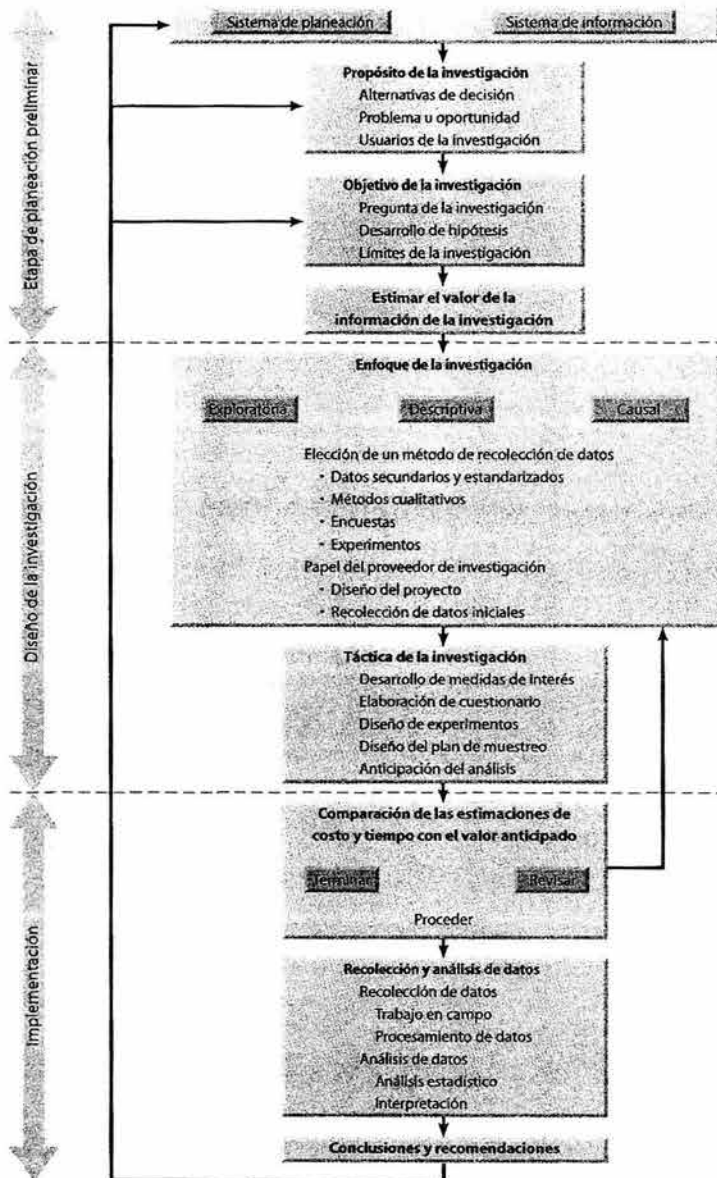 Sistema de planeación
Sistema de información
Etapa de planeación preliminar
Propósito de la investigación
Alternativas de decisión
Problema u oportunidad
Usuarios de la investigación
Objetivo de la investigación
Pregunta de la investigación
Desarrollo de hipótesis
Límites de la investigación
Estimar el valor de la
información de la investigación
Diseño de la investigación
Enfoque de la investigación
Exploratoria
Descriptiva
Causal
Elección de un método de recolección de datos
• Datos secundarios y estandarizados
• Métodos cualitativos
• Encuestas
• Experimentos
Papel del proveedor de investigación
• Diseño del proyecto
• Recolección de datos iniciales
Táctica de la investigación
Desarrollo de medidas de interés
Elaboración de cuestionario
Diseño de experimentos
Diseño del plan de muestreo
Anticipación del análisis
Implementación
Comparación de las estimaciones de
costo y tiempo con el valor anticipado
Terminar
Revisar
Proceder
Recolección y análisis de datos
Recolección de datos
Trabajo en campo
Procesamiento de datos
Análisis de datos
Análisis estadístico
Interpretación
Conclusiones y recomendaciones